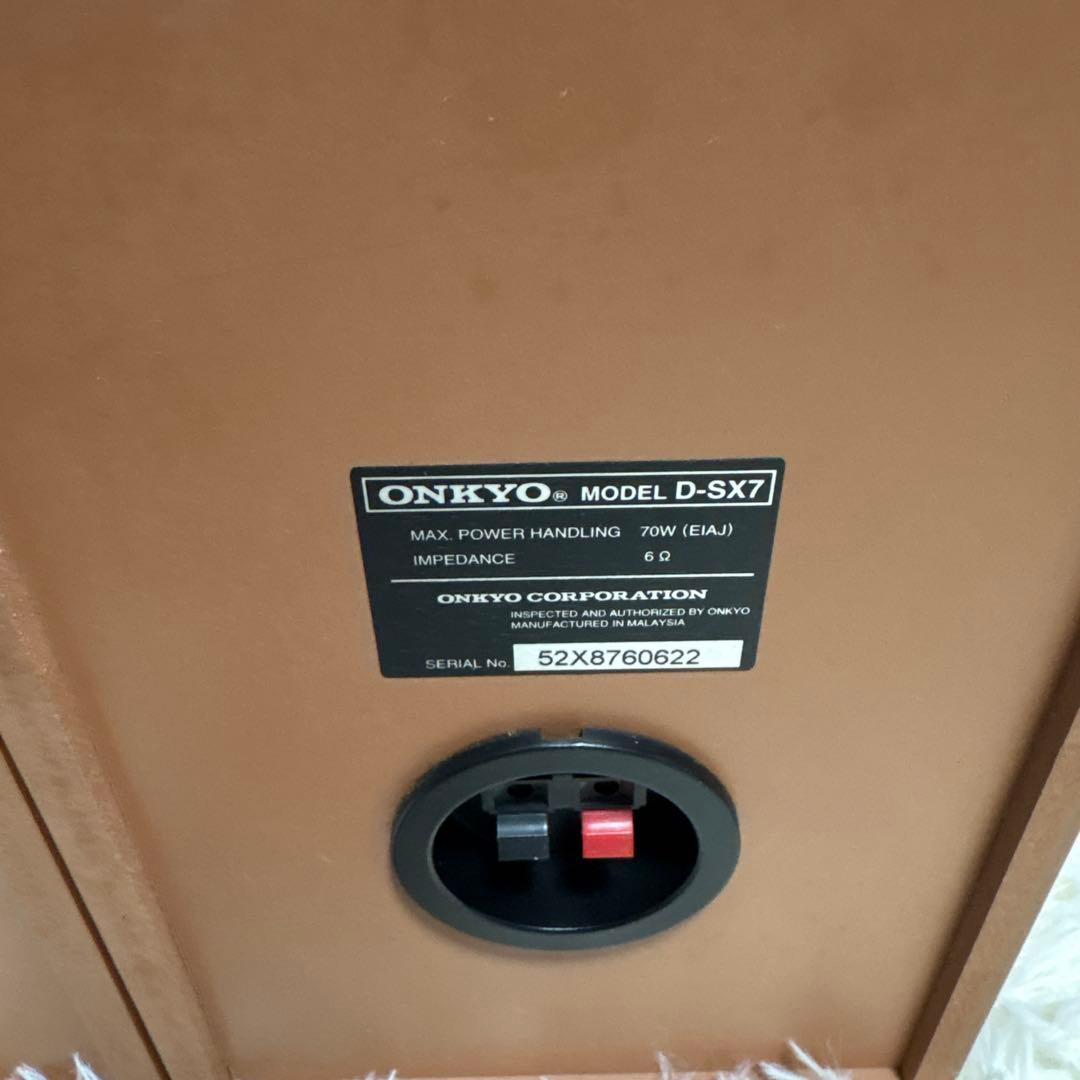 ONKYO® MODEL D-SX7
MAX. POWER HANDLING 70W (EIAJ)
IMPEDANCE 6 Ω
ONKYO CORPORATION
INSPECTED AND AUTHORIZED BY ONKYO
MANUFACTURED IN MALAYSIA
SERIAL No. 52X8760622